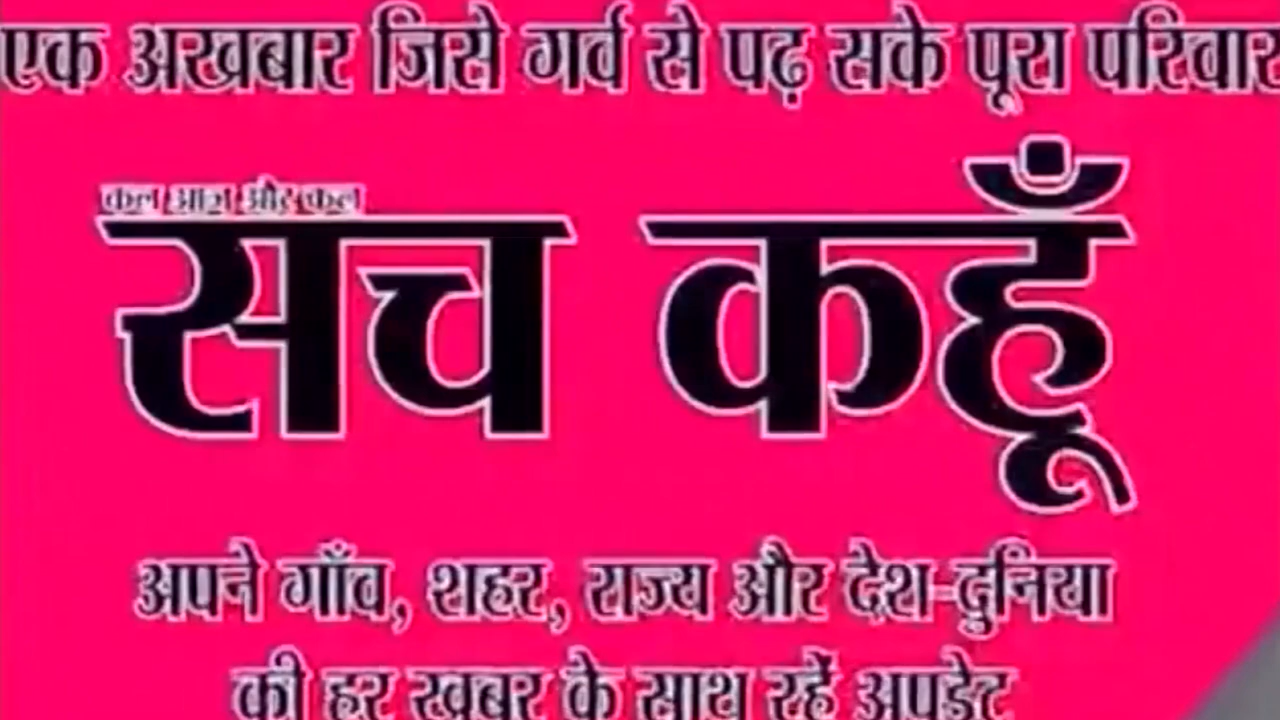 एक अखबार जिसे गर्व से पढ़ सके पूरा परिवार
कल आज और कल
सच कहूँ
अपने गाँव, शहर, राज्य और देश-दुनिया
की हर खबर के साथ रहें अपडेट